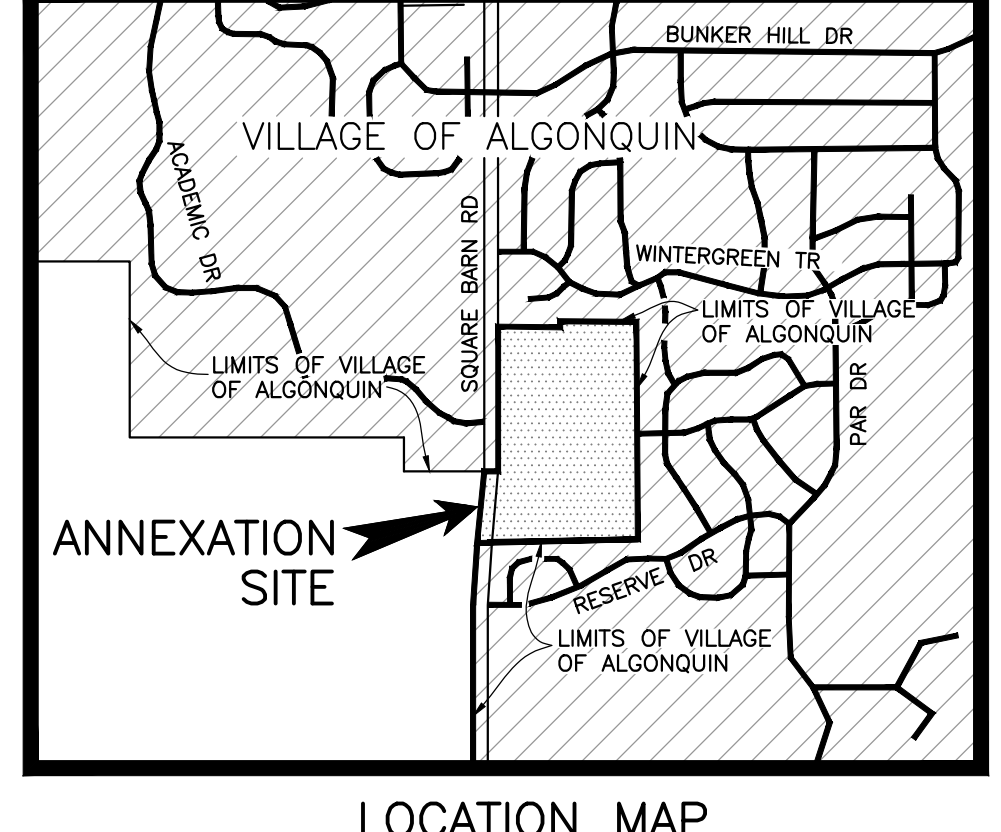 BUNKER HILL DR
VILLAGE OF ALGONQUIN
ACADEMIC DR
SQUARE BARN RD
WINTERGREEN TR
LIMITS OF VILLAGE
OF ALGONQUIN
LIMITS OF VILLAGE
OF ALGONQUIN
PAR DR
ANNEXATION
SITE
RESERVE DR
LIMITS OF VILLAGE
OF ALGONQUIN
LOCATION MAP